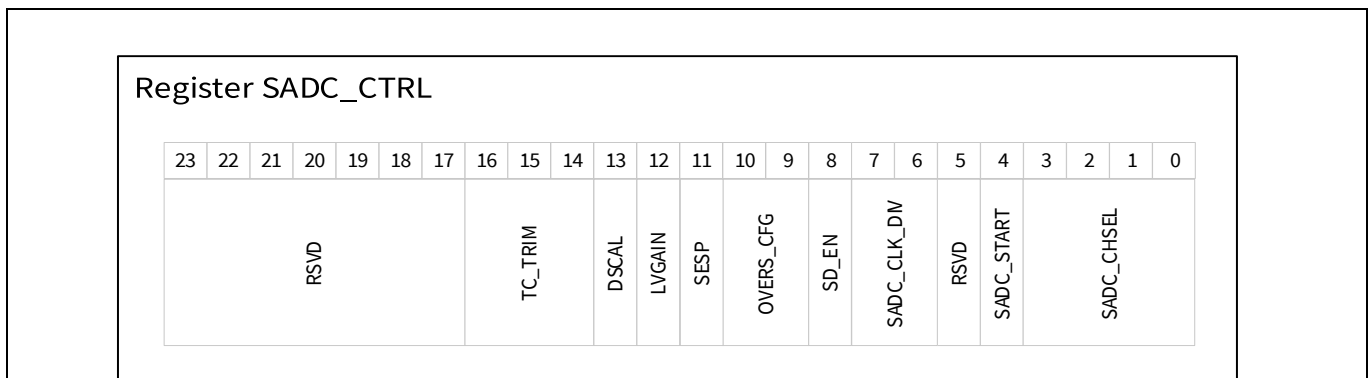 Register SADC_CTRL
23 22 21 20 19 18 17 16 15 14 13 12 11 10 9 8 7 6 5 4 3 2 1 0
RSVD TC_TRIM DSCAL LVGAIN SESP OVERS_CFG SD_EN SADC_CLK_DIV RSVD SADC_START SADC_CHSEL